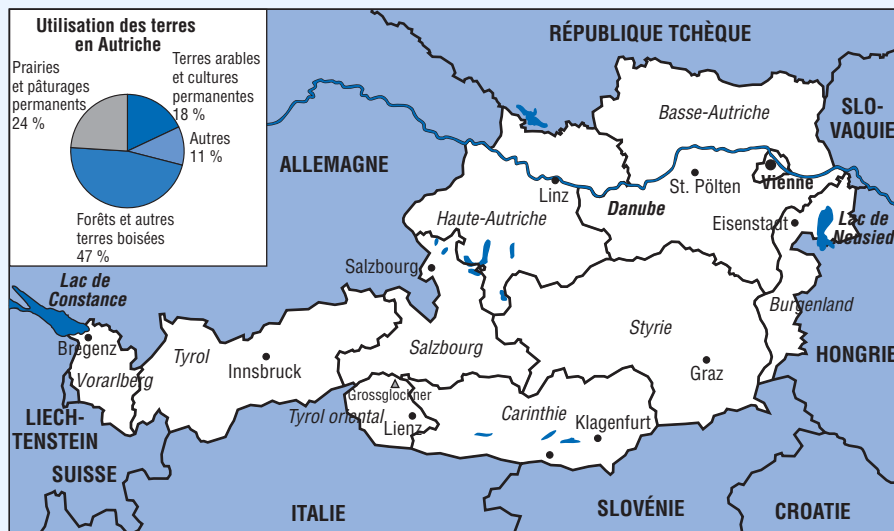 Utilisation des terres
en Autriche
Prairies
et pâturages
permanents
24 %
Terres arables
et cultures
permanentes
18 %
Autres
11 %
Forêts et autres
terres boisées
47 %
RÉPUBLIQUE TCHÈQUE
SLO-
VAQUIE
ALLEMAGNE
Basse-Autriche
Vienne
St. Pölten
Linz
Danube
Haute-Autriche
Eisenstadt
Lac de
Neusied
Salzbourg
Lac de
Constance
Burgenland
Styrie
Bregenz
Tyrol
Salzbourg
Innsbruck
HONGRIE
Graz
Vorarlberg
Grossglockner
LIECH-
TENSTEIN
Tyrol oriental
Lienz
Carinthie
Klagenfurt
SUISSE
ITALIE
SLOVÉNIE
CROATIE